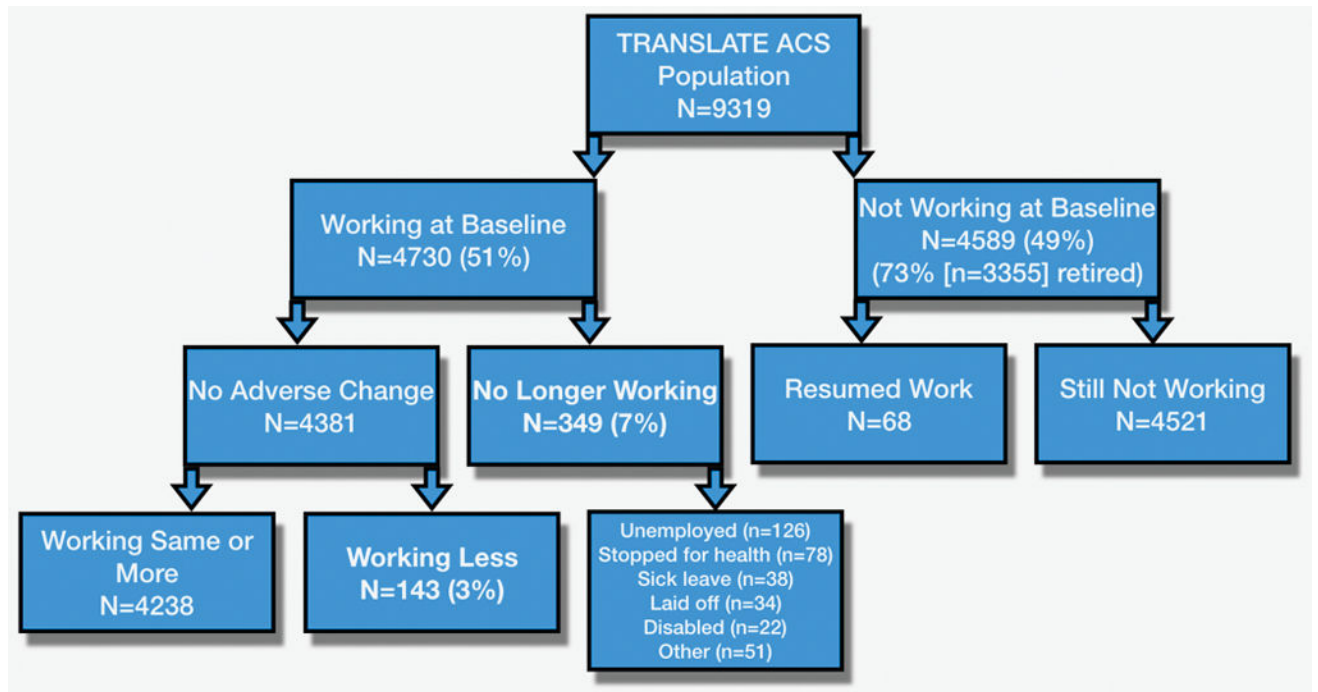 TRANSLATE ACS
Population
N=9319
Working at Baseline
N=4730 (51%)
Not Working at Baseline
N=4589 (49%)
(73% [n=3355] retired)
No Adverse Change
N=4381
No Longer Working
N=349 (7%)
Resumed Work
N=68
Still Not Working
N=4521
Working Same or
More
N=4238
Working Less
N=143 (3%)
Unemployed (n=126)
Stopped for health (n=78)
Sick leave (n=38)
Laid off (n=34)
Disabled (n=22)
Other (n=51)